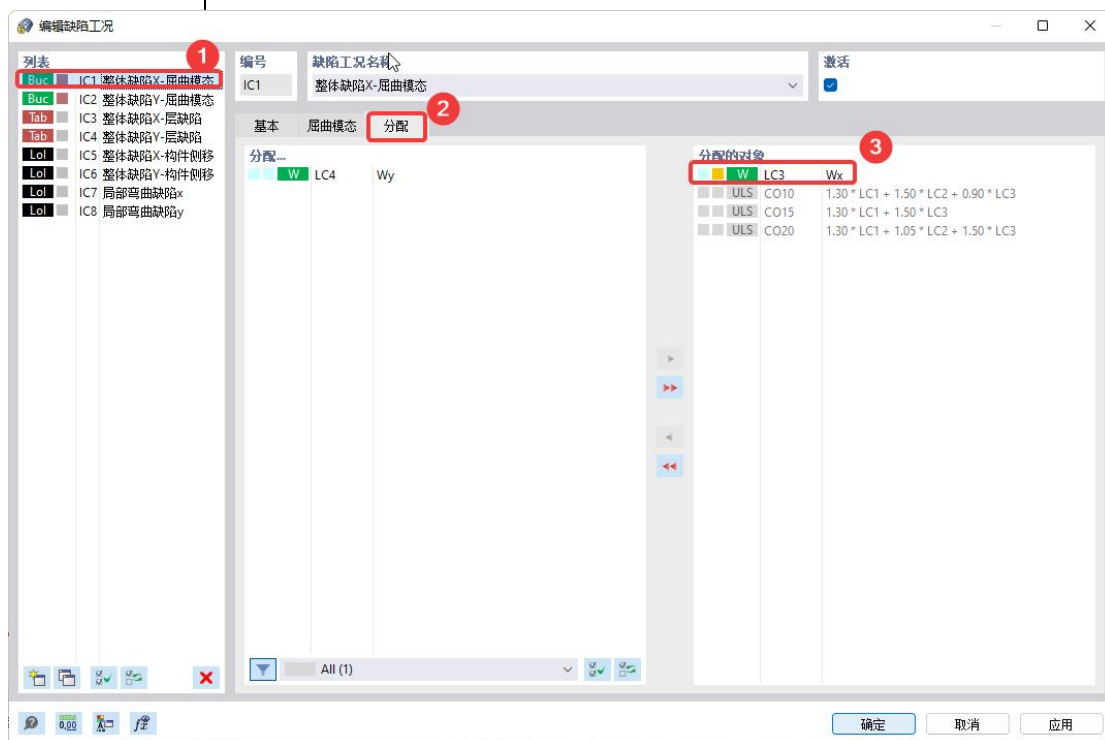 编辑缺陷工况
列表
1
Buc IC1 整体缺陷X-屈曲模态
Buc IC2 整体缺陷Y-屈曲模态
Tab IC3 整体缺陷X-层缺陷
Tab IC4 整体缺陷Y-层缺陷
Lol IC5 整体缺陷X-构件侧移
Lol IC6 整体缺陷Y-构件侧移
Lol IC7 局部弯曲缺陷x
Lol IC8 局部弯曲缺陷y
编号
IC1
缺陷工况名称
整体缺陷X-屈曲模态
激活
2
基本 屈曲模态 分配
分配...
W LC4 Wy
All (1)
3
分配的对象
W LC3 Wx
ULS CO10 1.30 * LC1 + 1.50 * LC2 + 0.90 * LC3
ULS CO15 1.30 * LC1 + 1.50 * LC3
ULS CO20 1.30 * LC1 + 1.05 * LC2 + 1.50 * LC3
0,00
确定 取消 应用